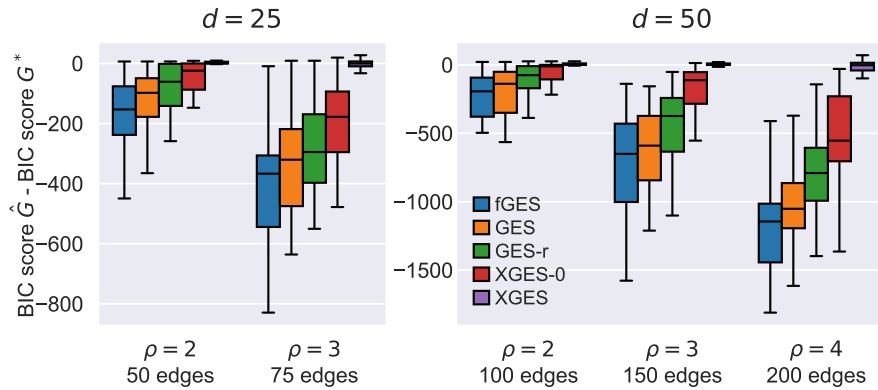 d = 25
d = 50
BIC score Ĝ - BIC score G*
0
−200
−400
−600
−800
0
−500
−1000
−1500
fGES
GES
GES-r
XGES-0
XGES
ρ = 2
50 edges
ρ = 3
75 edges
ρ = 2
100 edges
ρ = 3
150 edges
ρ = 4
200 edges